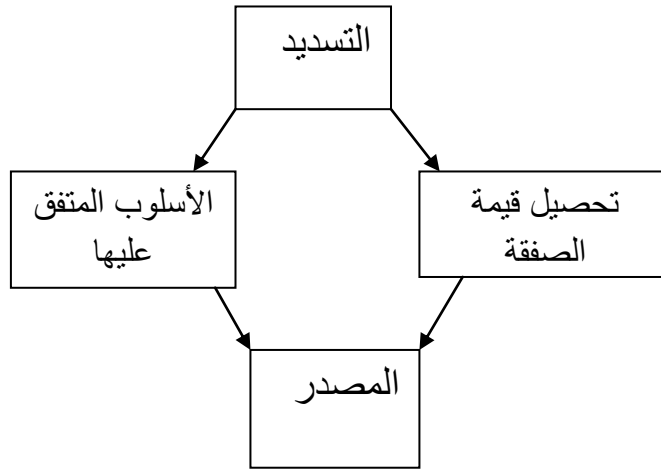 التسديد
تحصيل قيمة
الصفقة
الأسلوب المتفق
عليها
المصدر